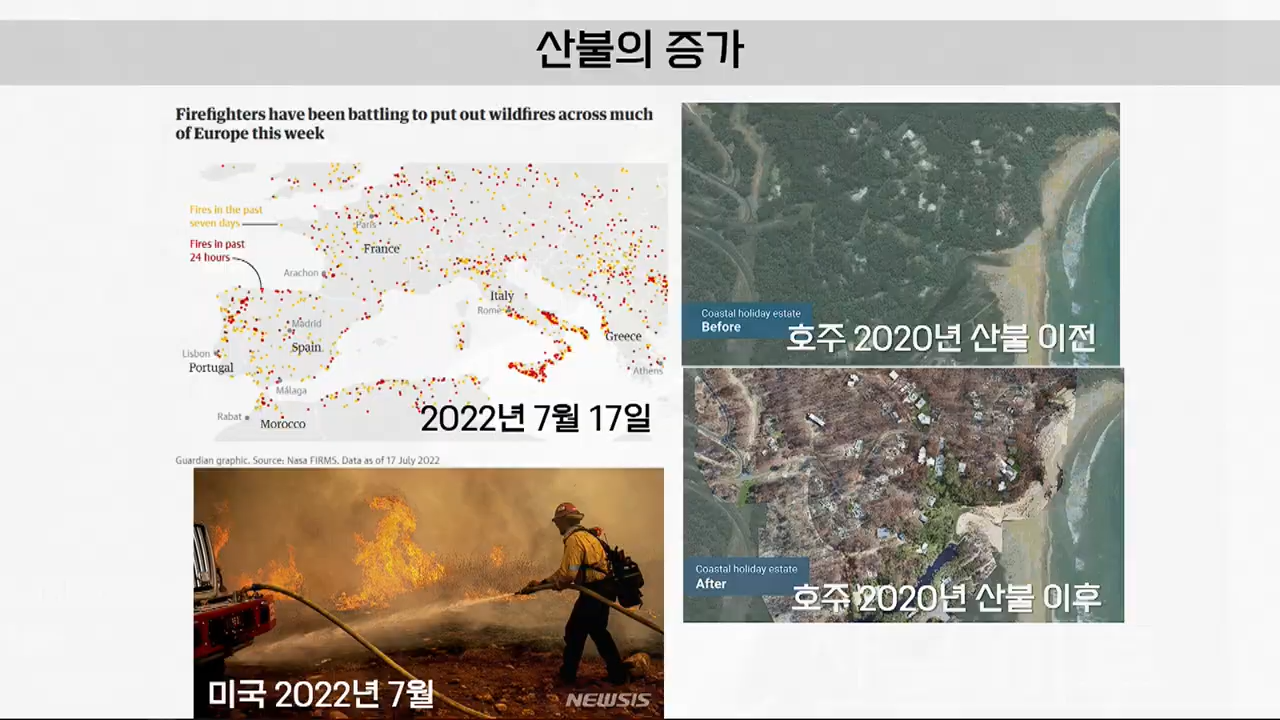 산불의 증가
Firefighters have been battling to put out wildfires across much
of Europe this week
Fires in the past
seven days
Fires in past
24 hours
Paris
France
Arachon
Italy
Rome
Madrid
Spain
Greece
Lisbon
Portugal
Athens
Málaga
Rabat
Morocco
2022년 7월 17일
Guardian graphic. Source: Nasa FIRMS. Data as of 17 July 2022
미국 2022년 7월
NEWSIS
Coastal holiday estate
Before
호주 2020년 산불 이전
Coastal holiday estate
After
호주 2020년 산불 이후